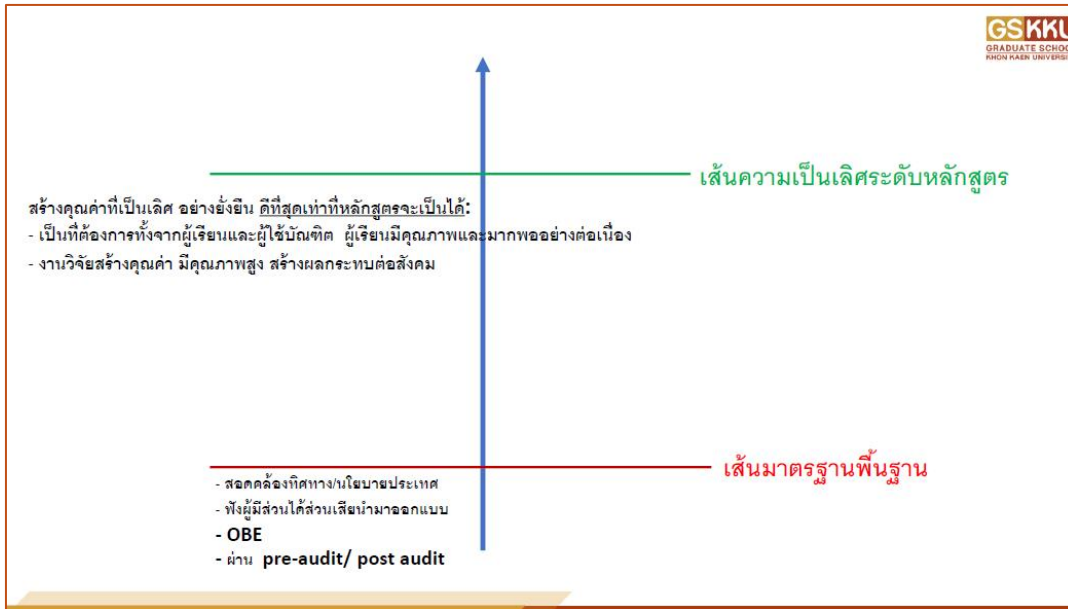 GSKKU
GRADUATE SCHOO
KHON KAEN UNIVERSI
เส้นความเป็นเลิศระดับหลักสูตร
สร้างคุณค่าที่เป็นเลิศ อย่างยั่งยืน ดีที่สุดเท่าที่หลักสูตรจะเป็นได้:
- เป็นที่ต้องการทั้งจากผู้เรียนและผู้ใช้บัณฑิต ผู้เรียนมีคุณภาพและมากพออย่างต่อเนื่อง
- งานวิจัยสร้างคุณค่า มีคุณภาพสูง สร้างผลกระทบต่อสังคม
เส้นมาตรฐานพื้นฐาน
- สอดคล้องทิศทาง/นโยบายประเทศ
- ฟังผู้มีส่วนได้ส่วนเสียนำมาออกแบบ
- OBE
- ผ่าน pre-audit/ post audit